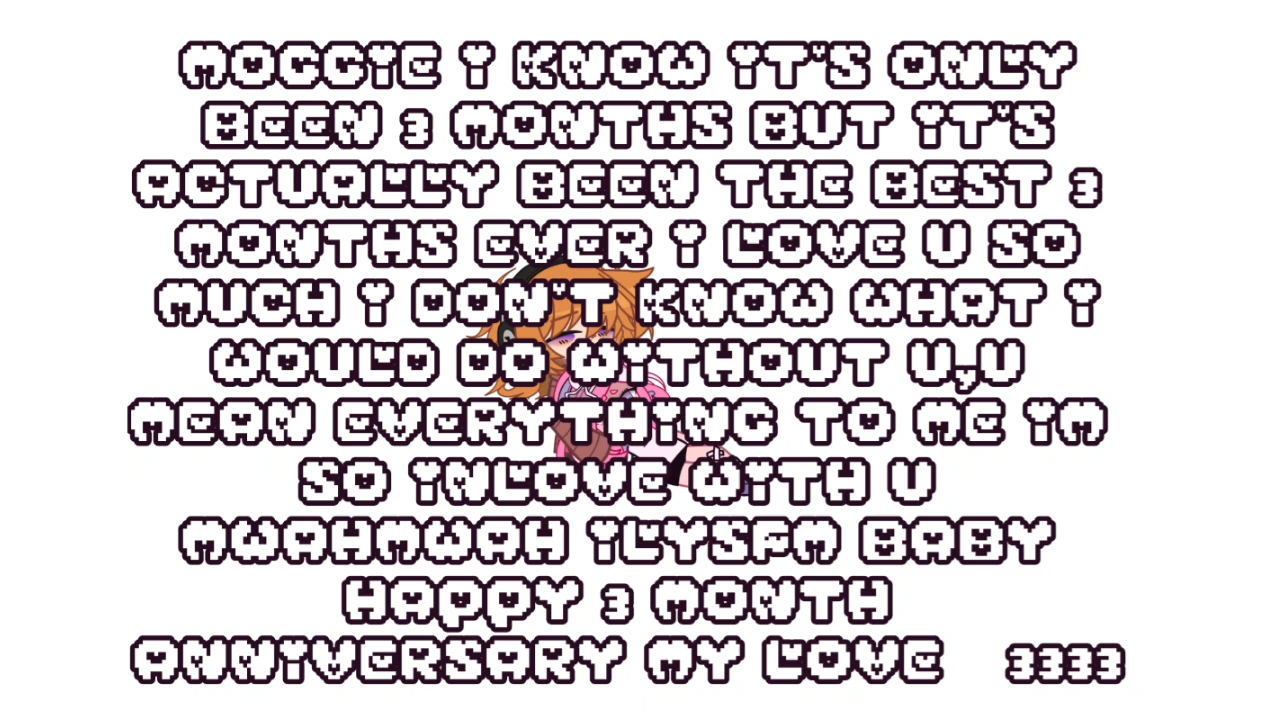 MOGGIE I KNOW IT'S ONLY
BEEN 3 MONTHS BUT IT'S
ACTUALLY BEEN THE BEST 3
MONTHS EVER I LOVE U SO
MUCH I DON'T KNOW WHAT I
WOULD DO WITHOUT U,U
MEAN EVERYTHING TO ME IM
SO INLOVE WITH U
MWAHMWAH ILYSFM BABY
HAPPY 3 MONTH
ANNIVERSARY MY LOVE 3333